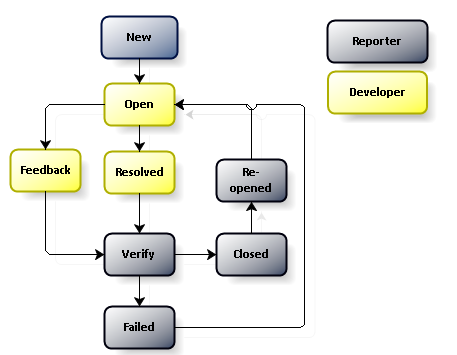 New
Reporter
Developer
Open
Feedback
Resolved
Re-
opened
Verify
Closed
Failed